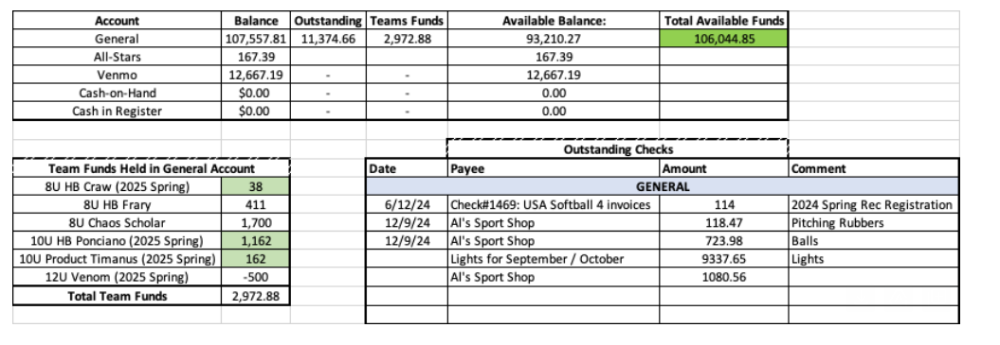 Account Balance Outstanding Teams Funds Available Balance: Total Available Funds
General 107,557.81 11,374.66 2,972.88 93,210.27 106,044.85
All-Stars 167.39 167.39
Venmo 12,667.19 - - 12,667.19
Cash-on-Hand $0.00 - - 0.00
Cash in Register $0.00 - - 0.00
Outstanding Checks
Team Funds Held in General Account Date Payee Amount Comment
8U HB Craw (2025 Spring) 38 GENERAL
8U HB Frary 411 6/12/24 Check#1469: USA Softball 4 invoices 114 2024 Spring Rec Registration
8U Chaos Scholar 1,700 12/9/24 Al's Sport Shop 118.47 Pitching Rubbers
10U HB Ponciano (2025 Spring) 1,162 12/9/24 Al's Sport Shop 723.98 Balls
10U Product Timanus (2025 Spring) 162 Lights for September / October 9337.65 Lights
12U Venom (2025 Spring) -500 Al's Sport Shop 1080.56
Total Team Funds 2,972.88